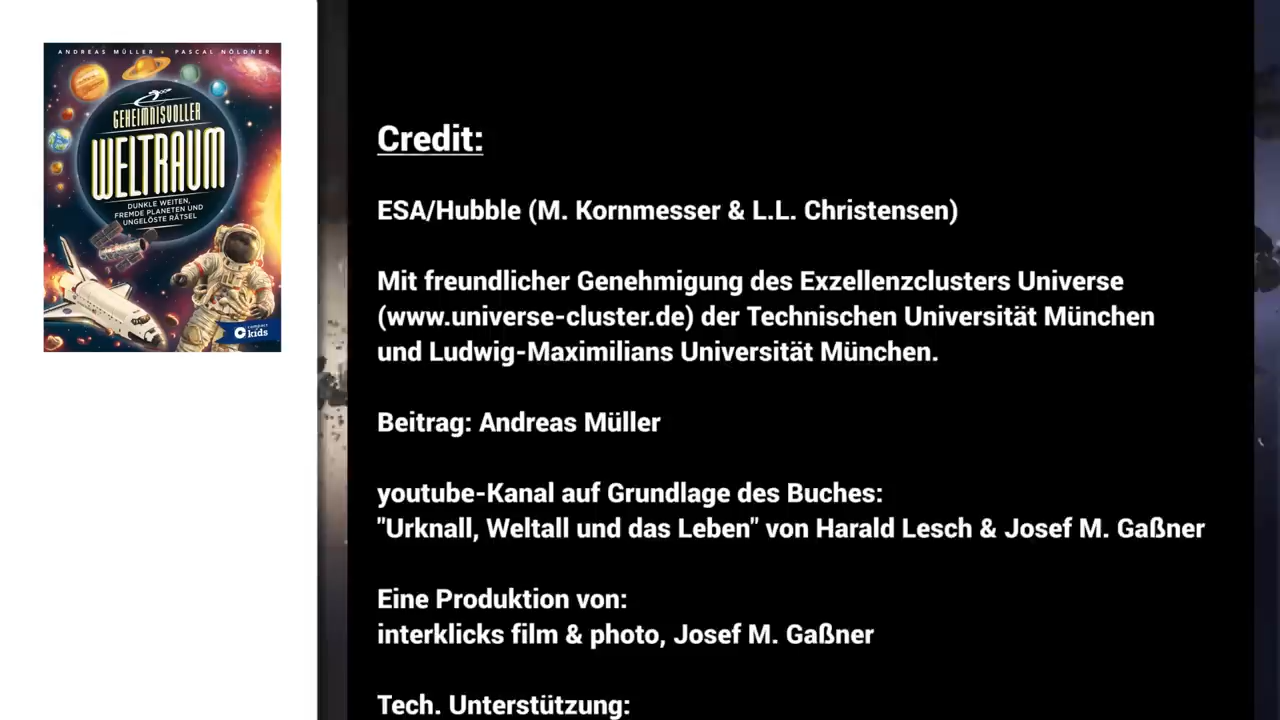 ANDREAS MÜLLER • PASCAL NÖLDNER
GEHEIMNISVOLLER
WELTRAUM
DUNKLE WEITEN,
FREMDE PLANETEN UND
UNGELÖSTE RÄTSEL
compact
kids
Credit:
ESA/Hubble (M. Kornmesser & L.L. Christensen)
Mit freundlicher Genehmigung des Exzellenzclusters Universe
(www.universe-cluster.de) der Technischen Universität München
und Ludwig-Maximilians Universität München.
Beitrag: Andreas Müller
youtube-Kanal auf Grundlage des Buches:
"Urknall, Weltall und das Leben" von Harald Lesch & Josef M. Gaßner
Eine Produktion von:
interklicks film & photo, Josef M. Gaßner
Tech. Unterstützung: